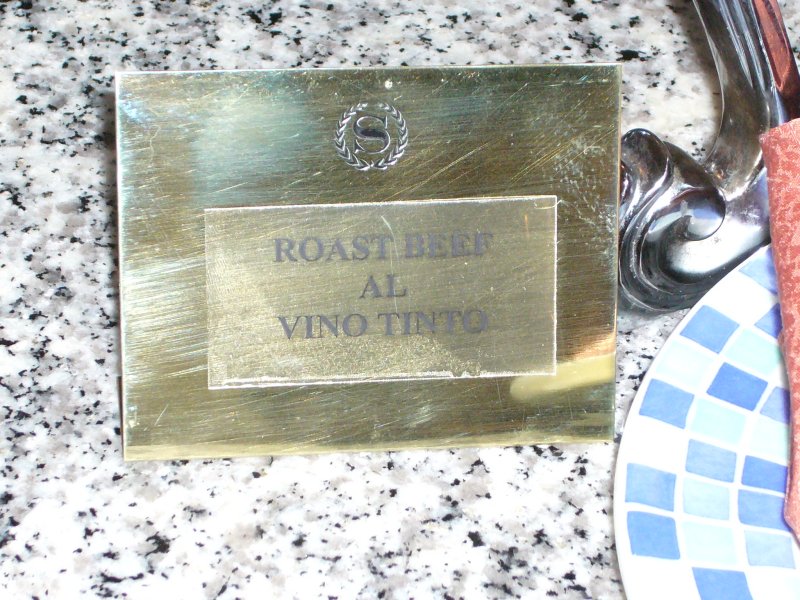 S
ROAST BEEF
AL
VINO TINTO